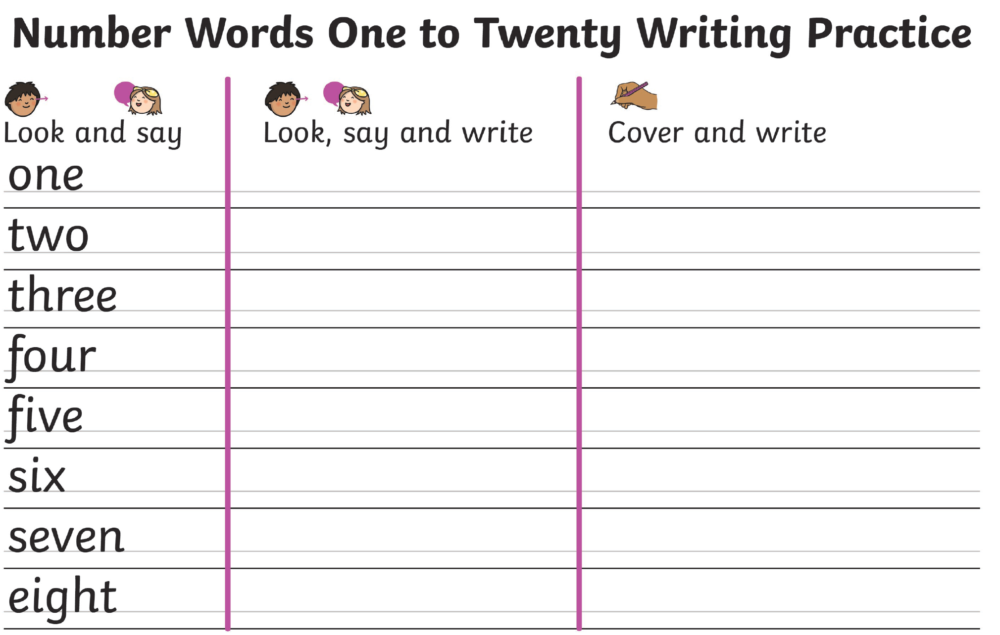 Number Words One to Twenty Writing Practice
Look and say
Look, say and write
Cover and write
one
two
three
four
five
six
seven
eight